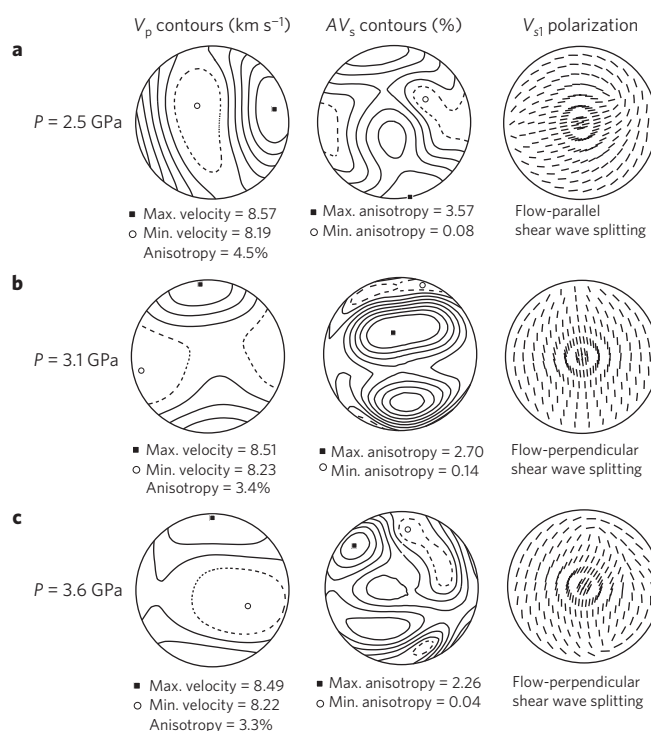 V_p contours (km s⁻¹)
AV_s contours (%)
V_s1 polarization
a
P = 2.5 GPa
■ Max. velocity = 8.57
○ Min. velocity = 8.19
Anisotropy = 4.5%
■ Max. anisotropy = 3.57
○ Min. anisotropy = 0.08
Flow-parallel
shear wave splitting
b
P = 3.1 GPa
■ Max. velocity = 8.51
○ Min. velocity = 8.23
Anisotropy = 3.4%
■ Max. anisotropy = 2.70
○ Min. anisotropy = 0.14
Flow-perpendicular
shear wave splitting
c
P = 3.6 GPa
■ Max. velocity = 8.49
○ Min. velocity = 8.22
Anisotropy = 3.3%
■ Max. anisotropy = 2.26
○ Min. anisotropy = 0.04
Flow-perpendicular
shear wave splitting